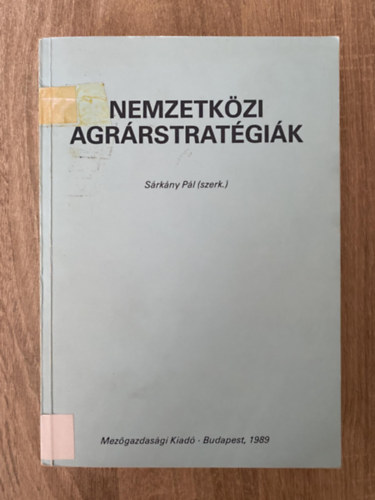 NEMZETKÖZI
AGRÁRSTRATÉGIÁK
Sárkány Pál (szerk.)
Mezőgazdasági Kiadó · Budapest, 1989